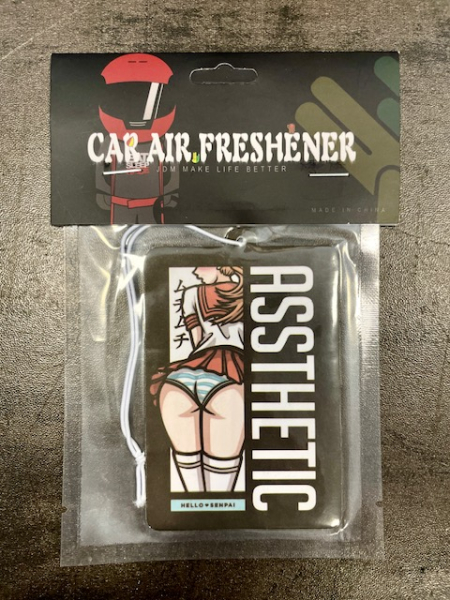 CAR AIR FRESHENER
JDM MAKE LIFE BETTER
MADE IN CHINA
ムチムチ
ASSTHETIC
HELLO♥SENPAI